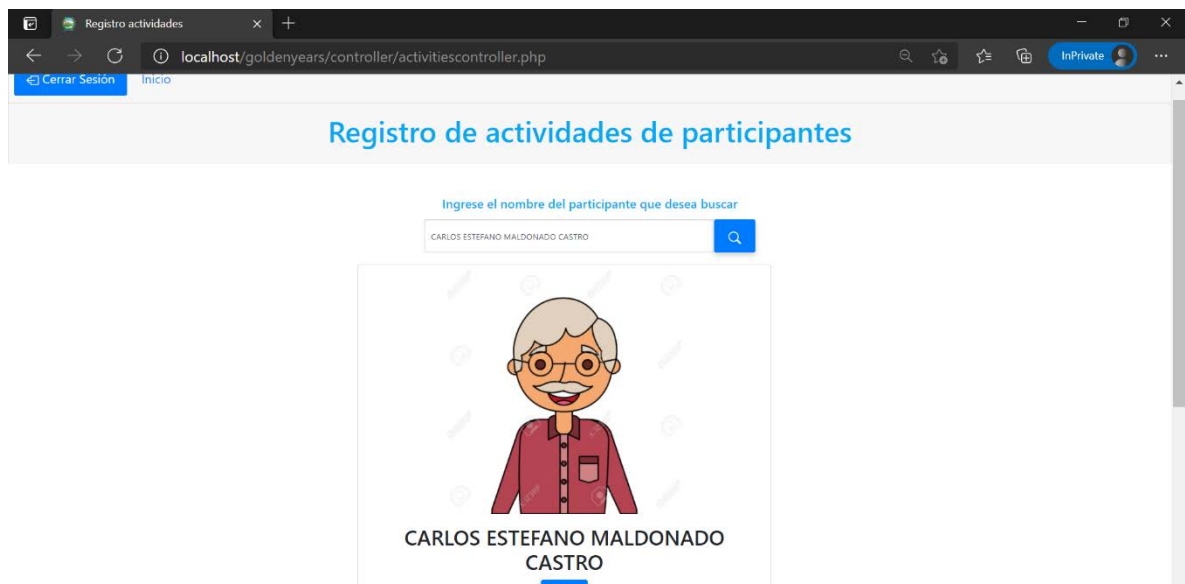 Registro actividades
localhost/goldenyears/controller/activitiescontroller.php
InPrivate
Cerrar Sesión
Inicio
Registro de actividades de participantes
Ingrese el nombre del participante que desea buscar
CARLOS ESTEFANO MALDONADO CASTRO
CARLOS ESTEFANO MALDONADO
CASTRO